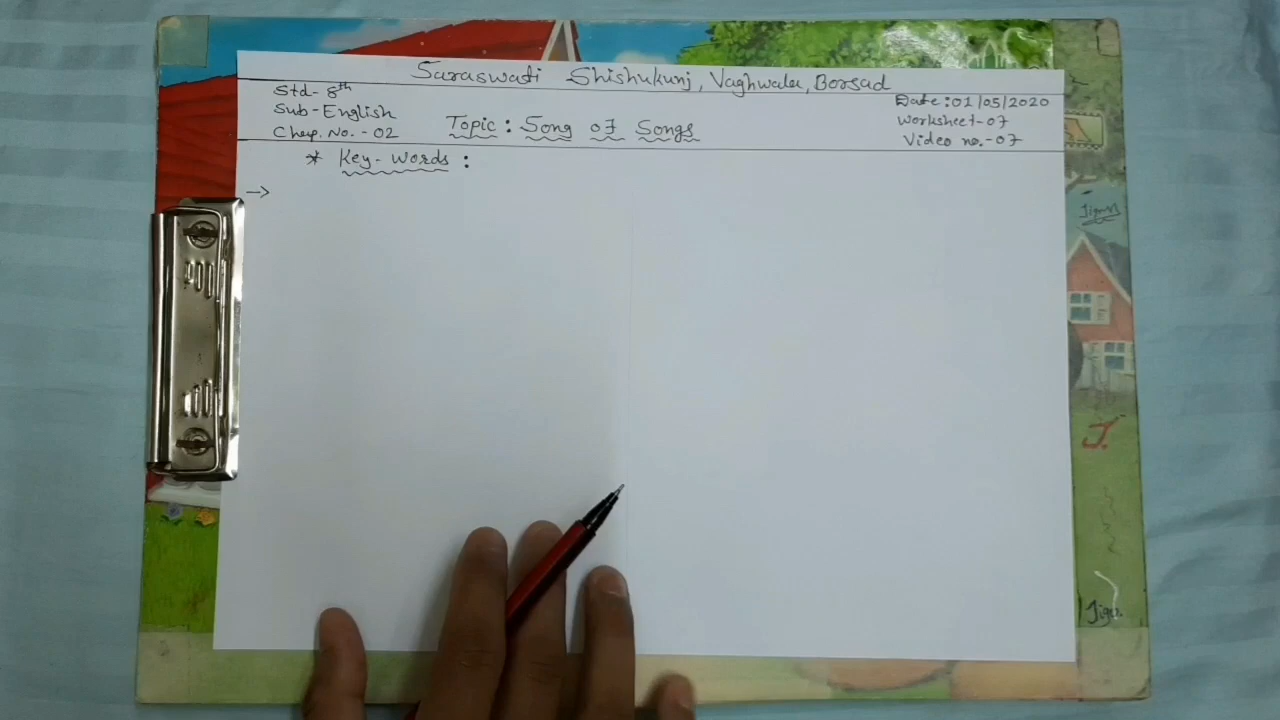 Saraswati Shishukunj, Vaghwala, Borsad
Std- 8th
Sub- English
Chap. No. - 02
Topic : Song of Songs
Date : 01/05/2020
Worksheet-07
Video no.-07
* Key-words :
→
Jigu.
J.